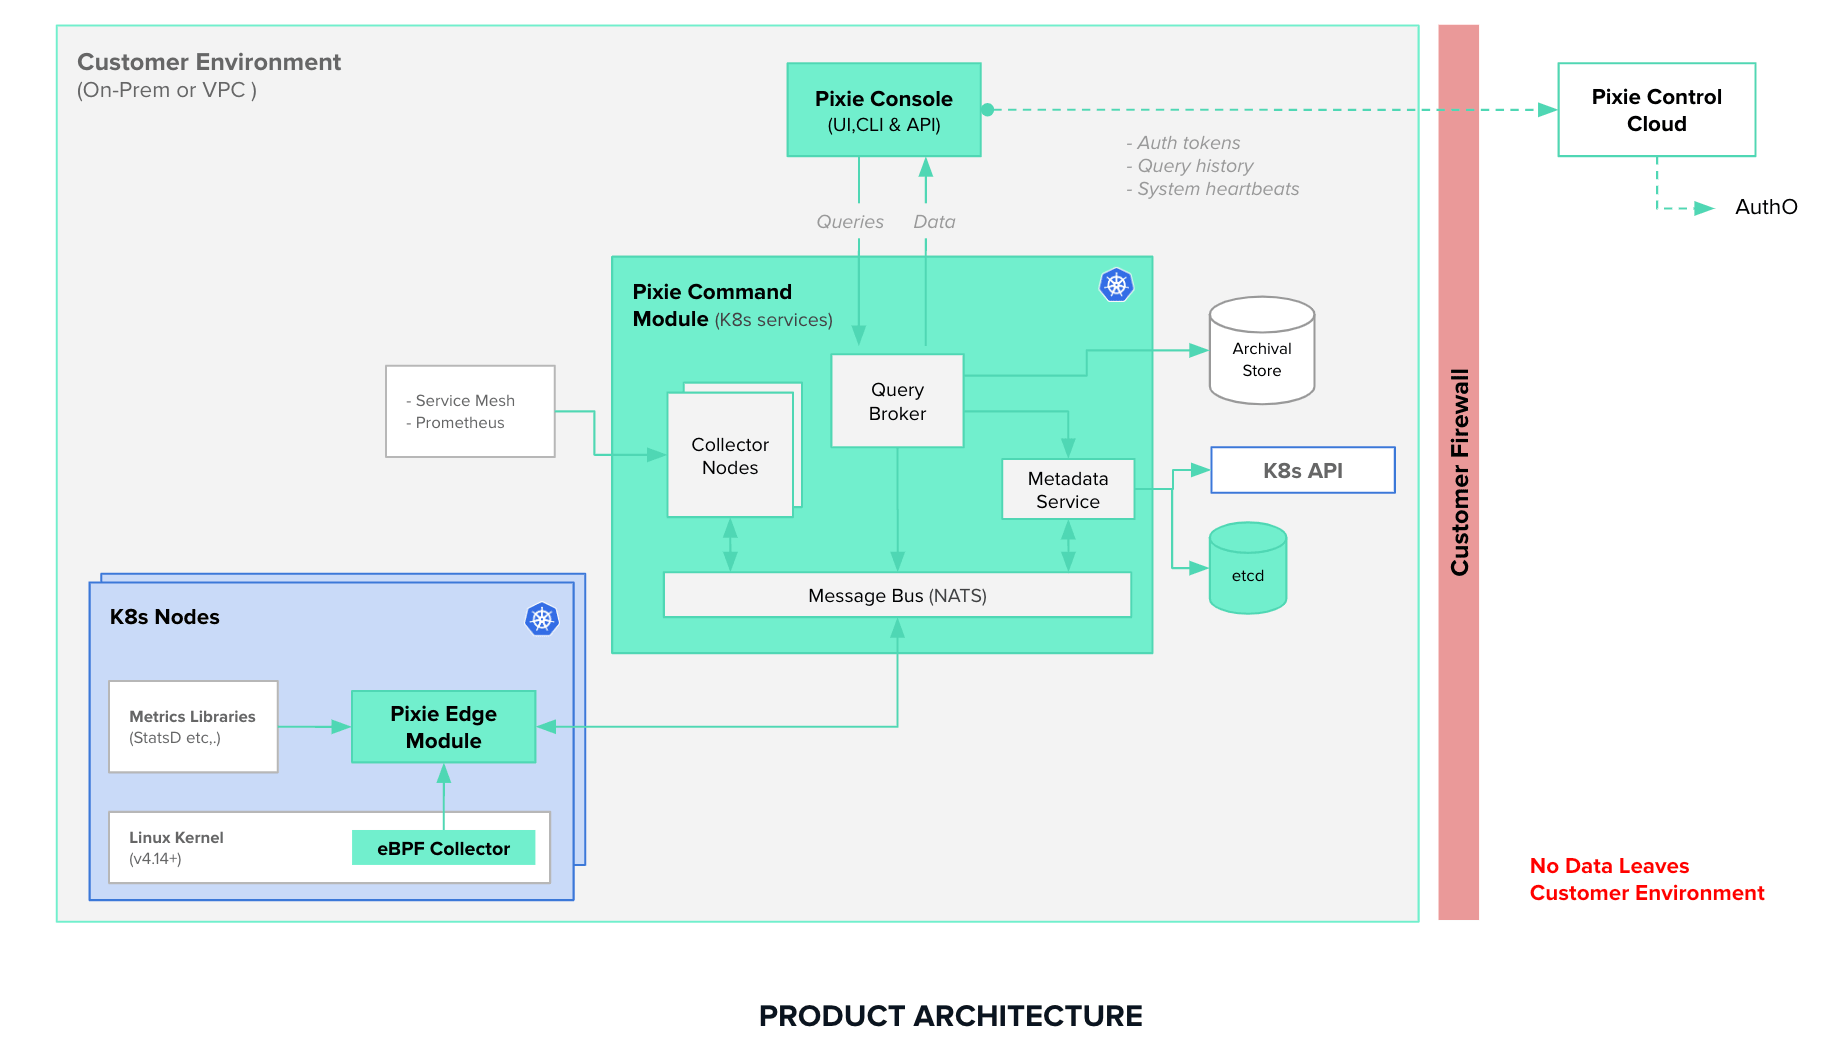 Customer Environment
(On-Prem or VPC )
Pixie Console
(UI,CLI & API)
Pixie Control
Cloud
- Auth tokens
- Query history
- System heartbeats
AuthO
Queries
Data
Pixie Command
Module (K8s services)
Archival
Store
- Service Mesh
- Prometheus
Query
Broker
Collector
Nodes
Metadata
Service
K8s API
etcd
Message Bus (NATS)
Customer Firewall
K8s Nodes
Metrics Libraries
(StatsD etc,.)
Pixie Edge
Module
Linux Kernel
(v4.14+)
eBPF Collector
No Data Leaves
Customer Environment
PRODUCT ARCHITECTURE